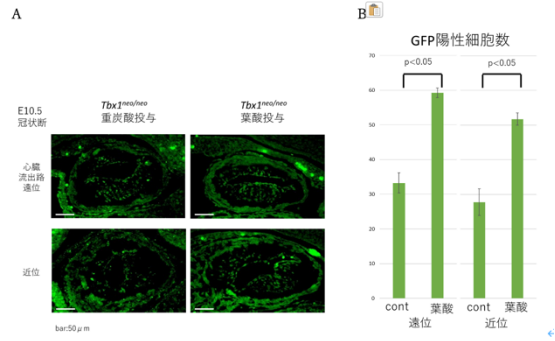 A
E10.5
冠状断
Tbx1neo/neo
重炭酸投与
Tbx1neo/neo
葉酸投与
心臓
流出路
遠位
近位
bar:50μm
B
GFP陽性細胞数
p<0.05
p<0.05
70
60
50
40
30
20
10
0
cont
葉酸
cont
葉酸
遠位
近位